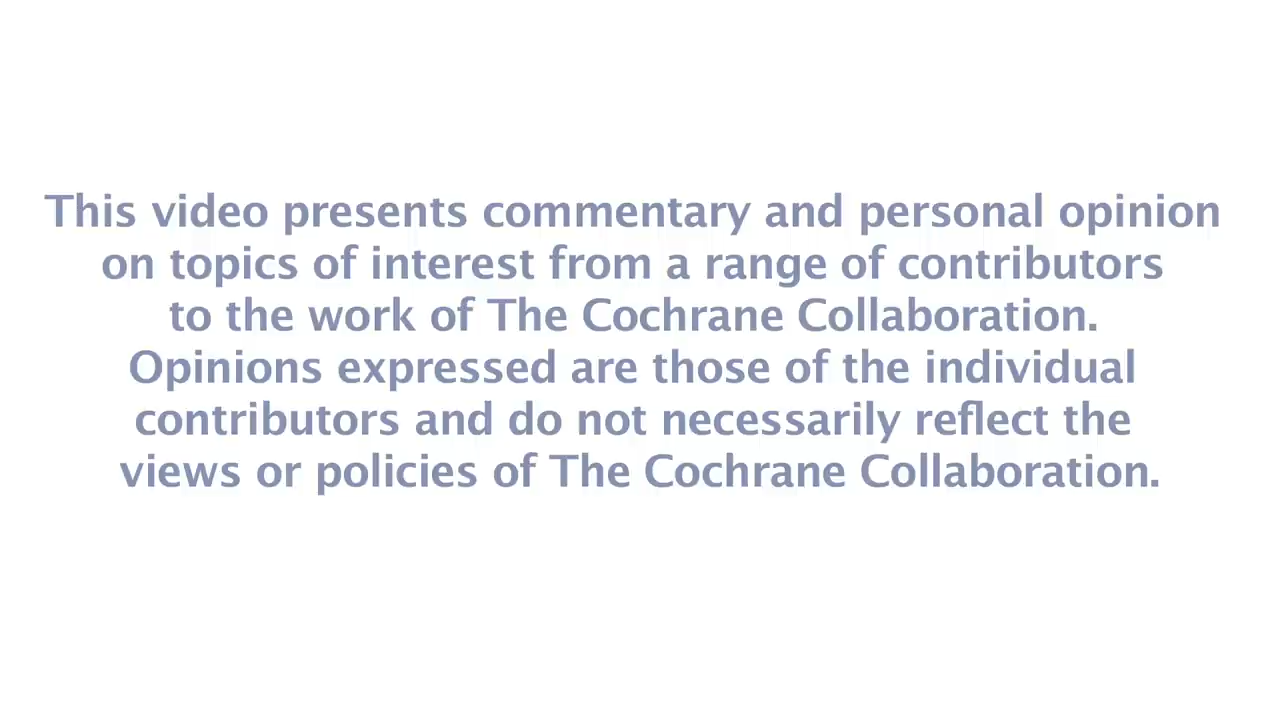 This video presents commentary and personal opinion
on topics of interest from a range of contributors
to the work of The Cochrane Collaboration.
Opinions expressed are those of the individual
contributors and do not necessarily reflect the
views or policies of The Cochrane Collaboration.